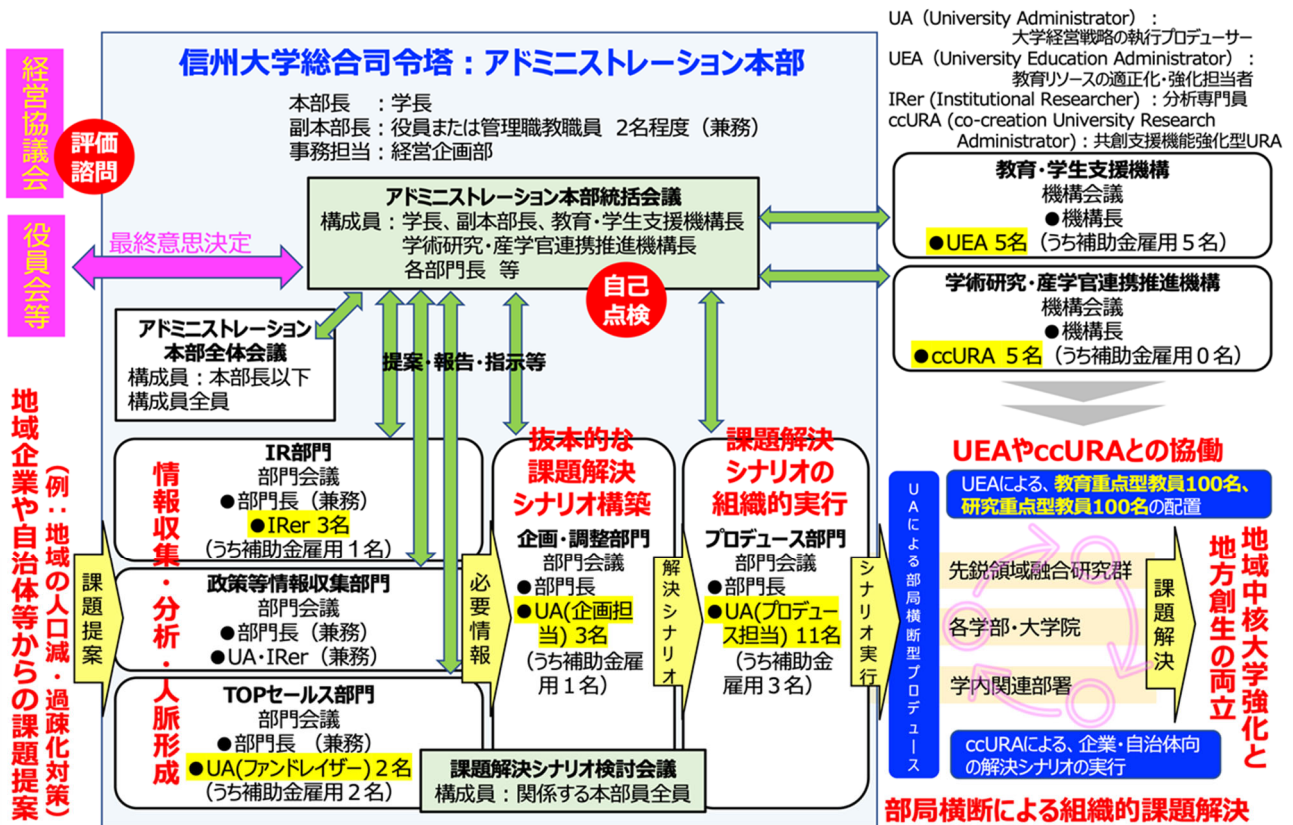 UA（University Administrator）：
大学経営戦略の執行プロデューサー
UEA（University Education Administrator）：
教育リソースの適正化・強化担当者
IRer (Institutional Researcher)：分析専門員
ccURA (co-creation University Research
Administrator)：共創支援機能強化型URA
経営協議会
評価
諮問
役員会等
最終意思決定
信州大学総合司令塔：アドミニストレーション本部
本部長　：学長
副本部長：役員または管理職教職員 2名程度（兼務）
事務担当：経営企画部
アドミニストレーション本部統括会議
構成員：学長、副本部長、教育・学生支援機構長
学術研究・産学官連携推進機構長
各部門長 等
自己
点検
アドミニストレーション
本部全体会議
構成員：本部長以下
構成員全員
提案・報告・指示等
教育・学生支援機構
機構会議
●機構長
●UEA 5名（うち補助金雇用５名）
学術研究・産学官連携推進機構
機構会議
●機構長
●ccURA 5名（うち補助金雇用０名）
地域企業や自治体等からの課題提案
（例：地域の人口減・過疎化対策）
課題提案
情報収集・分析・人脈形成
IR部門
部門会議
●部門長（兼務）
●IRer 3名
（うち補助金雇用１名）
政策等情報収集部門
部門会議
●部門長（兼務）
●UA・IRer（兼務）
TOPセールス部門
部門会議
●部門長 （兼務）
●UA(ファンドレイザー)２名
（うち補助金雇用２名）
必要情報
抜本的な
課題解決
シナリオ構築
企画・調整部門
部門会議
●部門長
●UA(企画担
当) 3名
（うち補助金雇
用１名）
解決シナリオ
課題解決
シナリオの
組織的実行
プロデュース部門
部門会議
●部門長
●UA(プロデュー
ス担当) 11名
（うち補助金
雇用３名）
シナリオ実行
課題解決シナリオ検討会議
構成員：関係する本部員全員
UEAやccURAとの協働
UAによる部局横断型プロデュース
UEAによる、教育重点型教員100名、
研究重点型教員100名の配置
先鋭領域融合研究群
各学部・大学院
学内関連部署
ccURAによる、企業・自治体向
の解決シナリオの実行
課題解決
地域中核大学強化と
地方創生の両立
部局横断による組織的課題解決